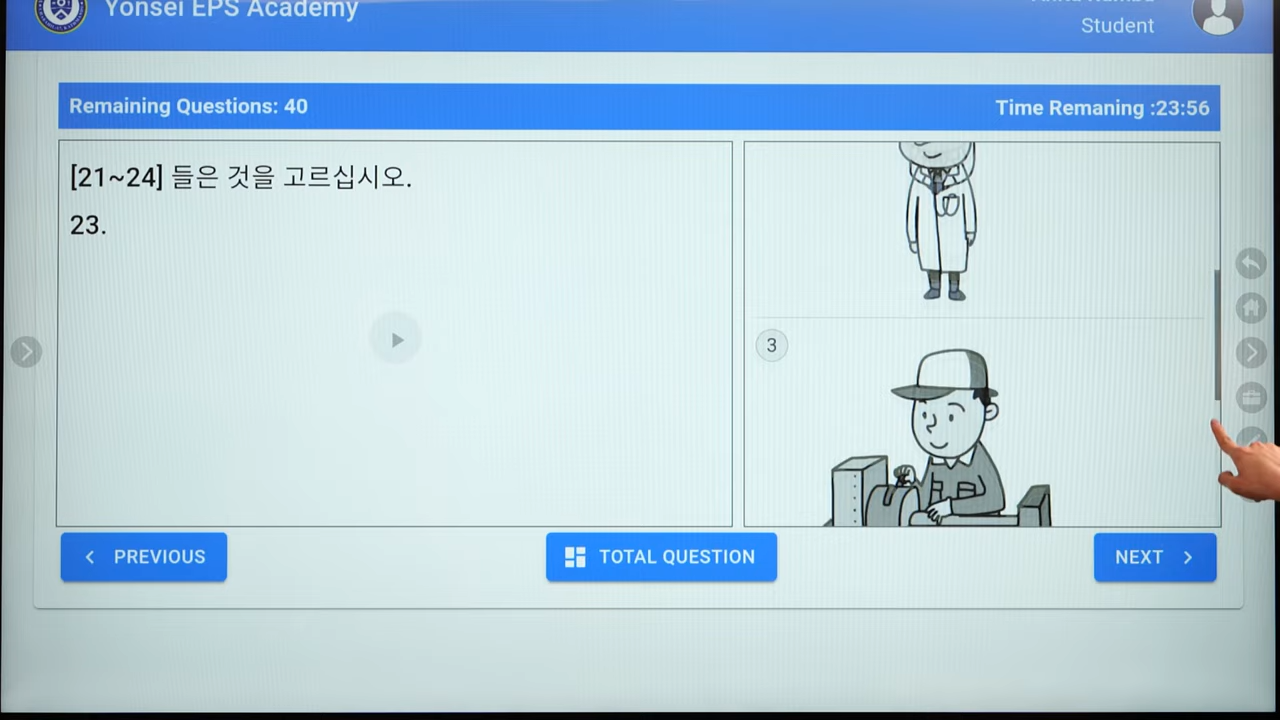 Yonsei EPS Academy
Student
Remaining Questions: 40
Time Remaning :23:56
[21~24] 들은 것을 고르십시오.
23.
3
PREVIOUS
TOTAL QUESTION
NEXT